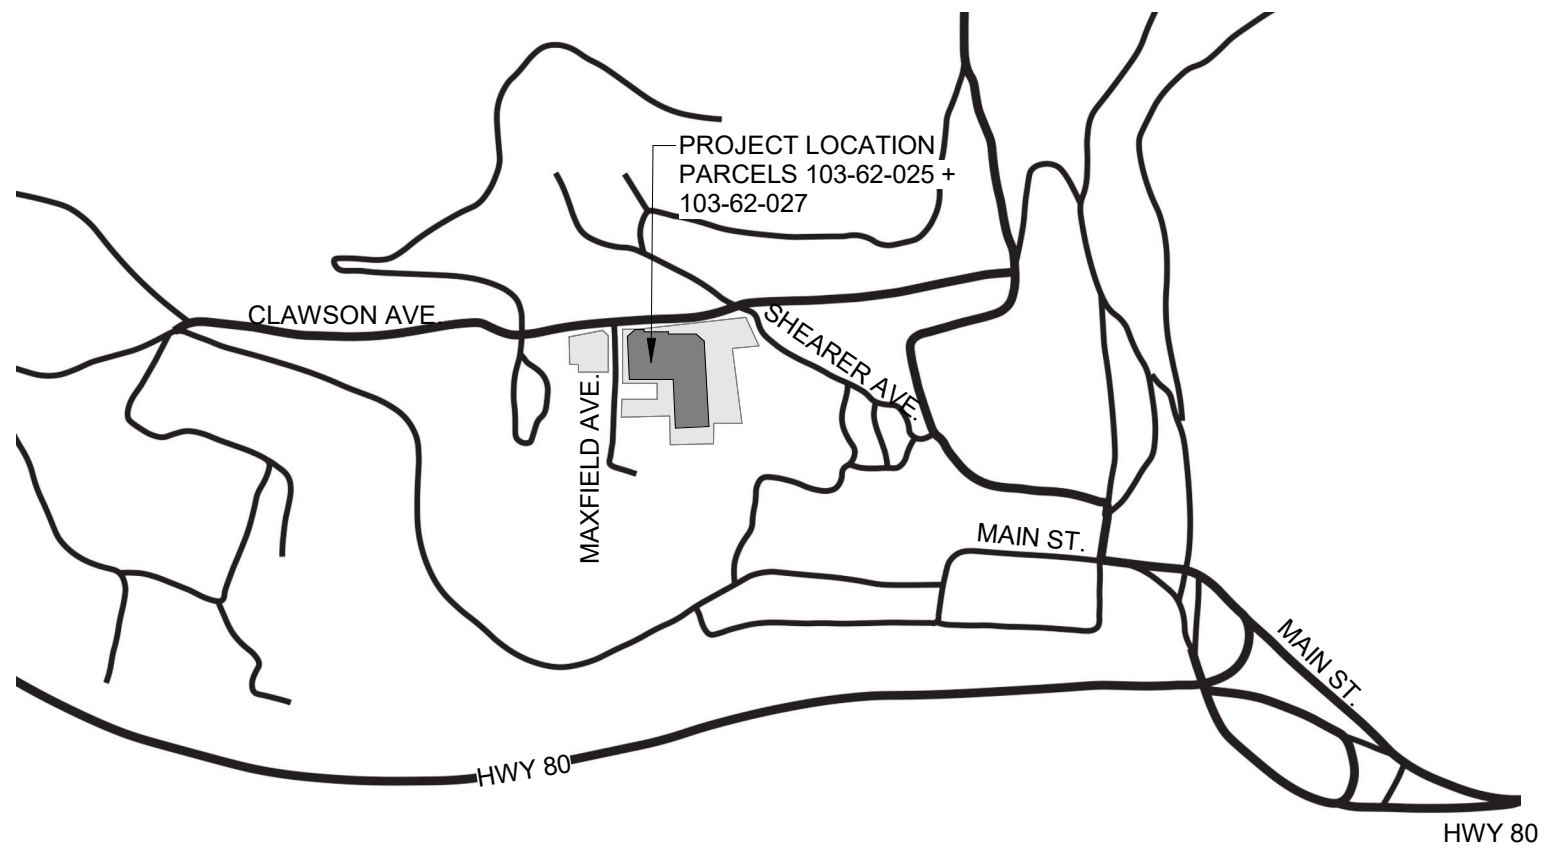 PROJECT LOCATION
PARCELS 103-62-025 +
103-62-027
CLAWSON AVE.
SHEARER AVE.
MAXFIELD AVE.
MAIN ST.
MAIN ST.
HWY 80
HWY 80